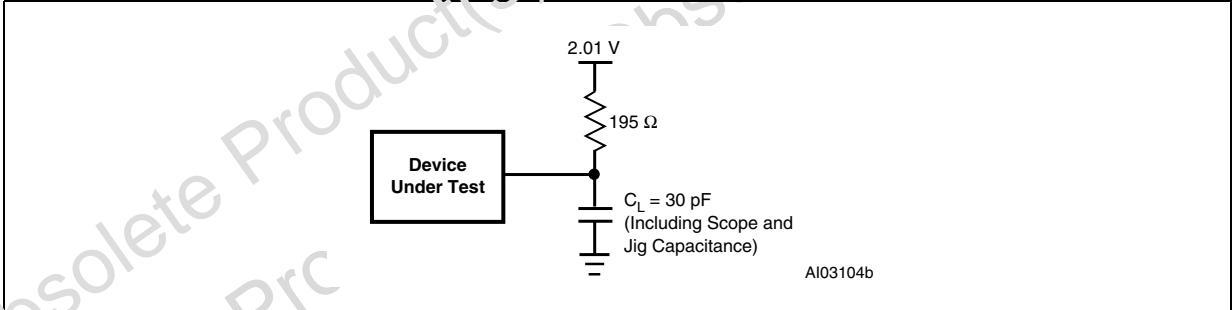 2.01 V
195 Ω
Device
Under Test
C_L = 30 pF
(Including Scope and
Jig Capacitance)
AI03104b